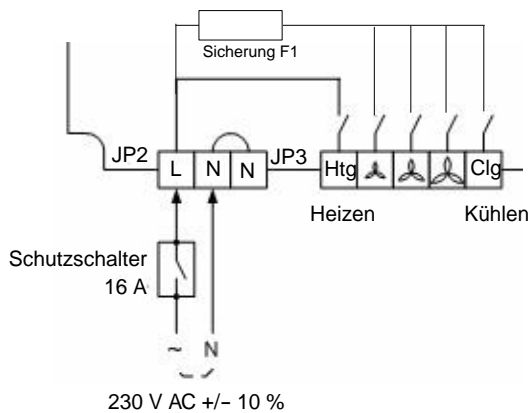 Sicherung F1
JP2
L
N
N
JP3
Htg
Clg
Heizen
Kühlen
Schutzschalter
16 A
~
N
230 V AC +/– 10 %